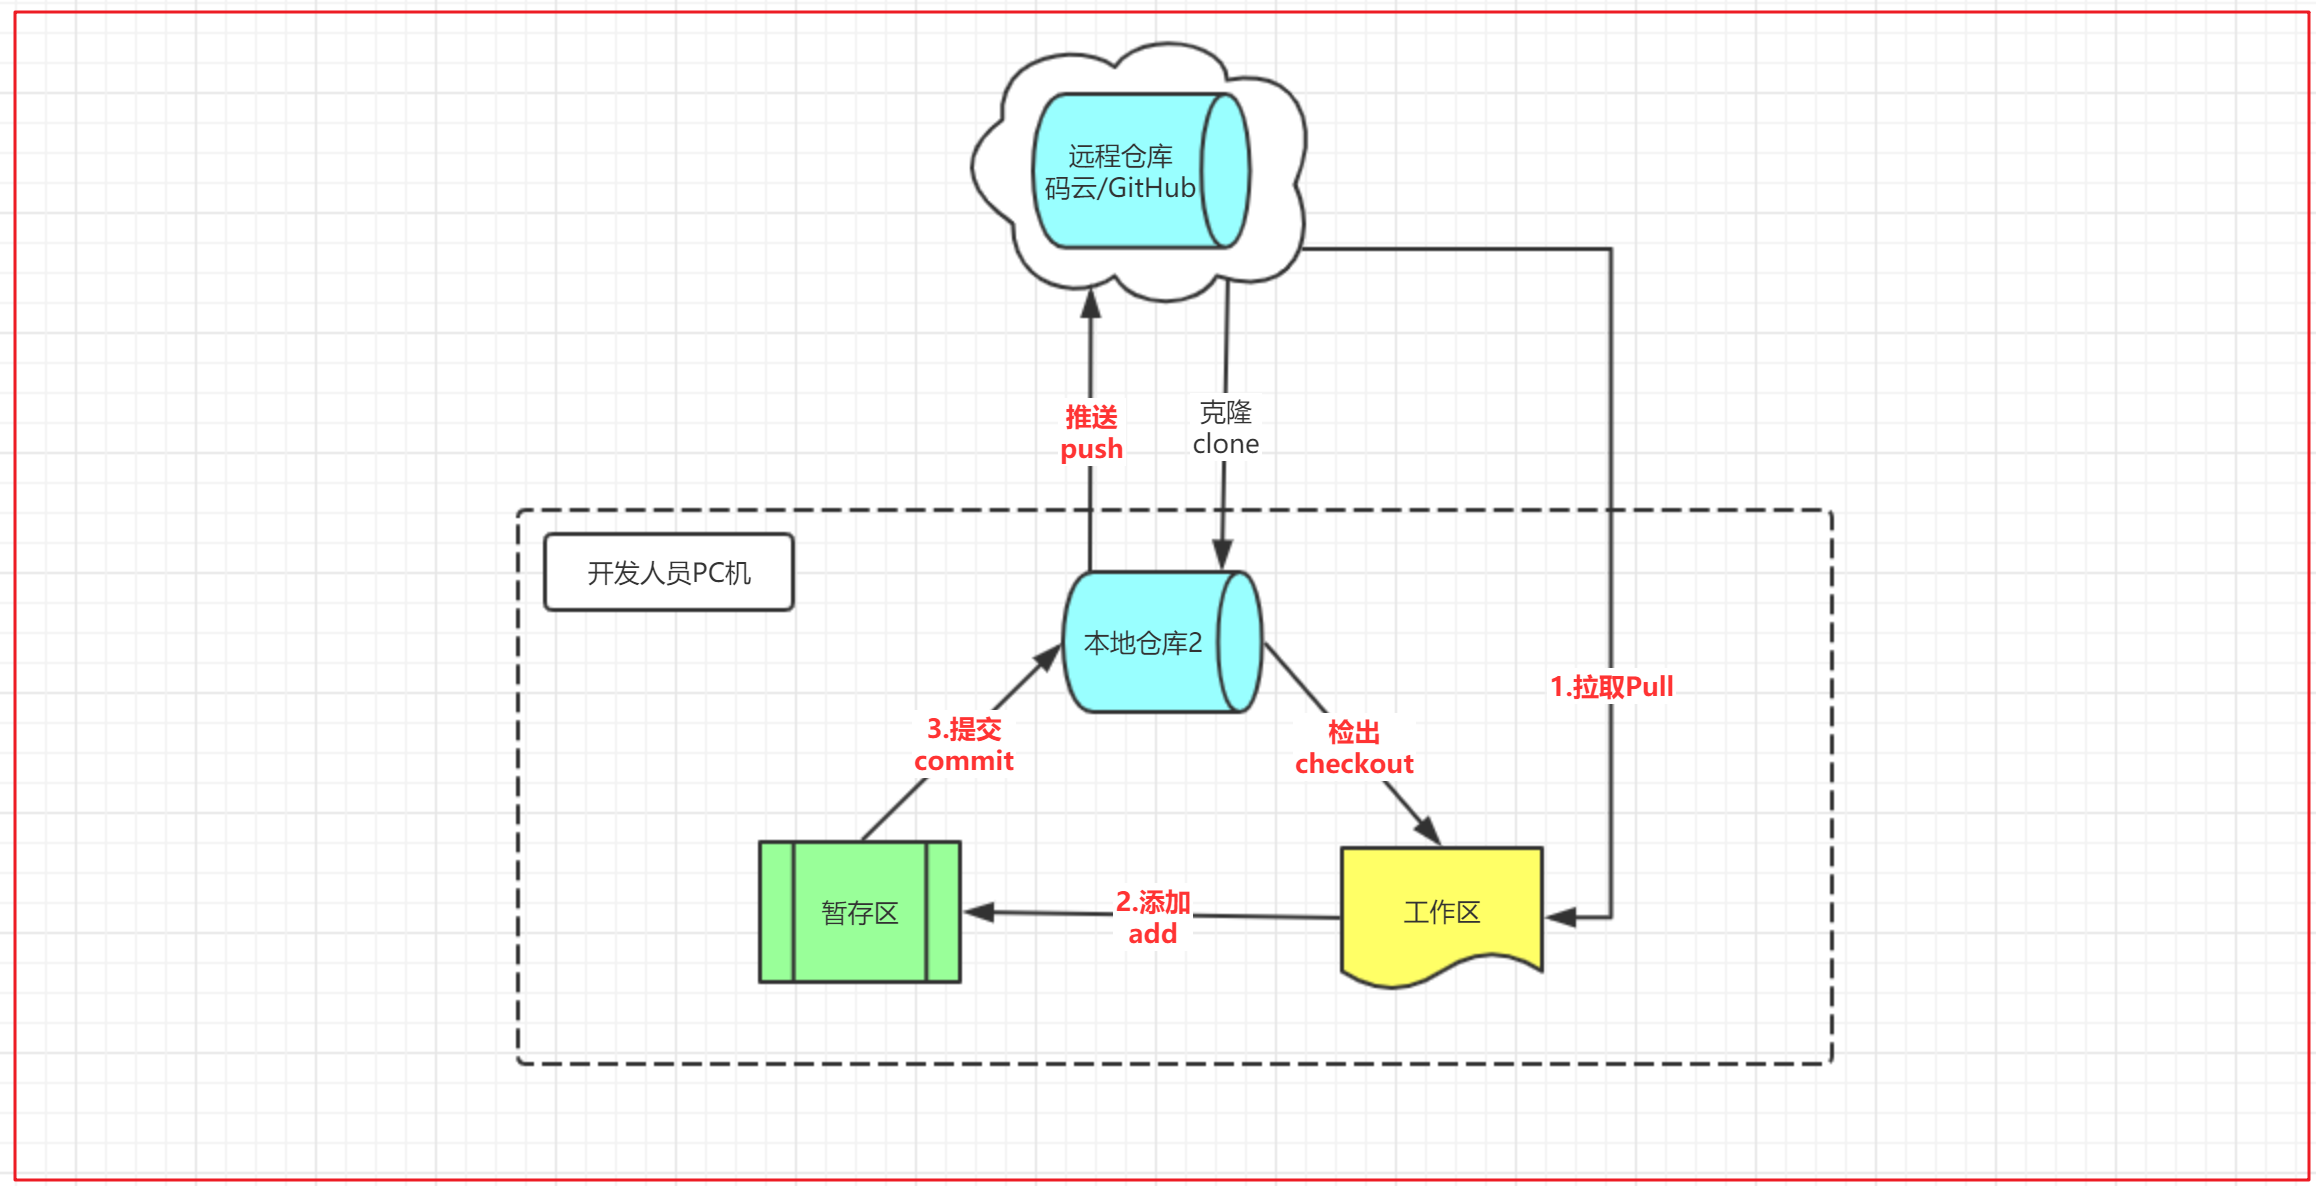 远程仓库
码云/GitHub
推送
push
克隆
clone
开发人员PC机
本地仓库2
1.拉取Pull
3.提交
commit
检出
checkout
暂存区
2.添加
add
工作区